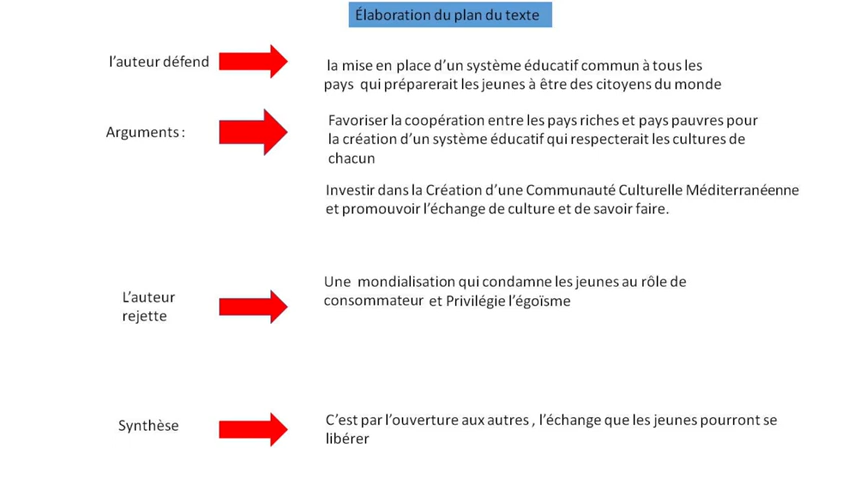 Élaboration du plan du texte
l'auteur défend
la mise en place d'un système éducatif commun à tous les
pays qui préparerait les jeunes à être des citoyens du monde
Arguments :
Favoriser la coopération entre les pays riches et pays pauvres pour
la création d'un système éducatif qui respecterait les cultures de
chacun
Investir dans la Création d'une Communauté Culturelle Méditerranéenne
et promouvoir l'échange de culture et de savoir faire.
L'auteur
rejette
Une mondialisation qui condamne les jeunes au rôle de
consommateur et Privilégie l'égoïsme
Synthèse
C'est par l'ouverture aux autres , l'échange que les jeunes pourront se
libérer